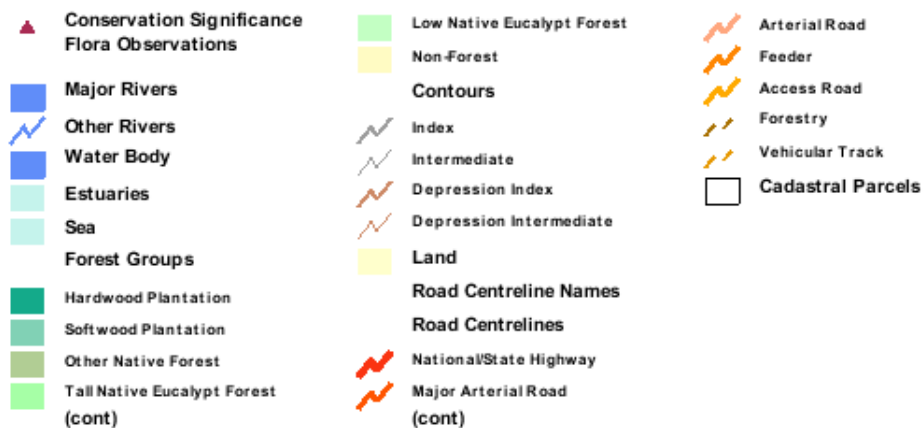 Conservation Significance
Flora Observations
Major Rivers
Other Rivers
Water Body
Estuaries
Sea
Forest Groups
Hardwood Plantation
Softwood Plantation
Other Native Forest
Tall Native Eucalypt Forest
(cont)
Low Native Eucalypt Forest
Non-Forest
Contours
Index
Intermediate
Depression Index
Depression Intermediate
Land
Road Centreline Names
Road Centrelines
National/State Highway
Major Arterial Road
(cont)
Arterial Road
Feeder
Access Road
Forestry
Vehicular Track
Cadastral Parcels